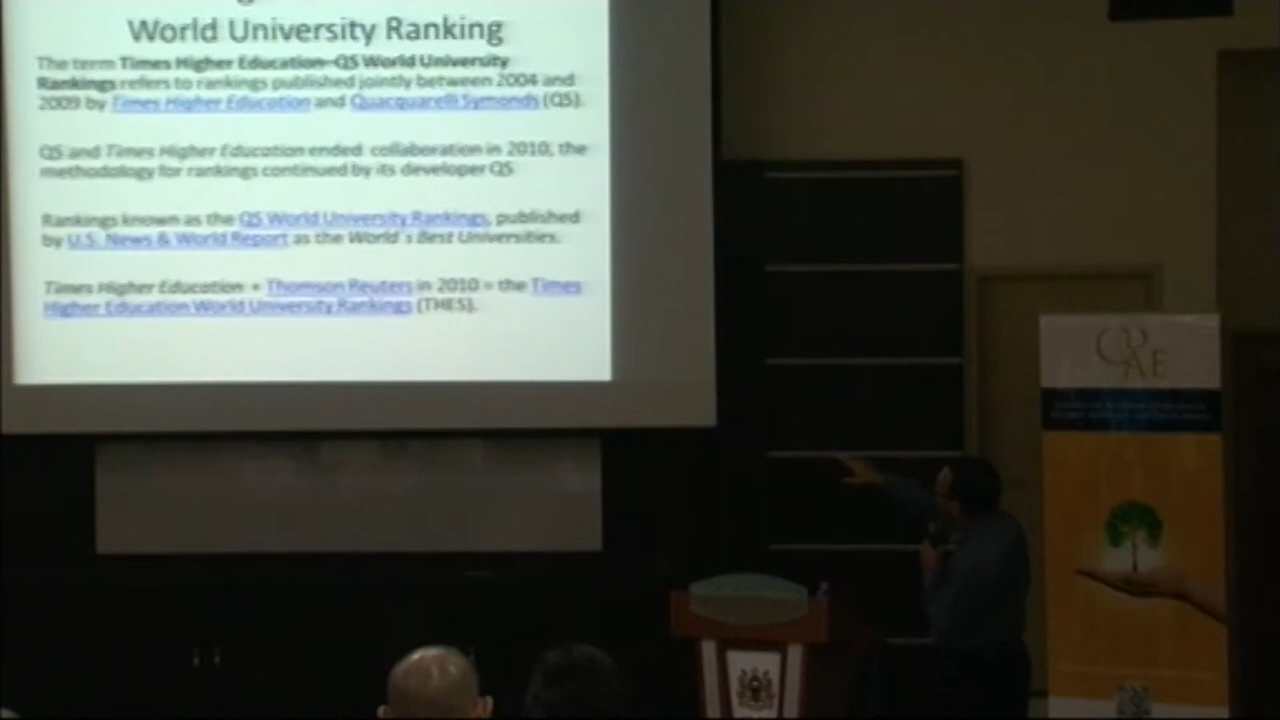 World University Ranking
The term Times Higher Education–QS World University
Rankings refers to rankings published jointly between 2004 and
2009 by Times Higher Education and Quacquarelli Symonds (QS).
QS and Times Higher Education ended collaboration in 2010, the
methodology for rankings continued by its developer QS
Rankings known as the QS World University Rankings, published
by U.S. News & World Report as the World's Best Universities.
Times Higher Education + Thomson Reuters in 2010 = the Times
Higher Education World University Rankings (THES).